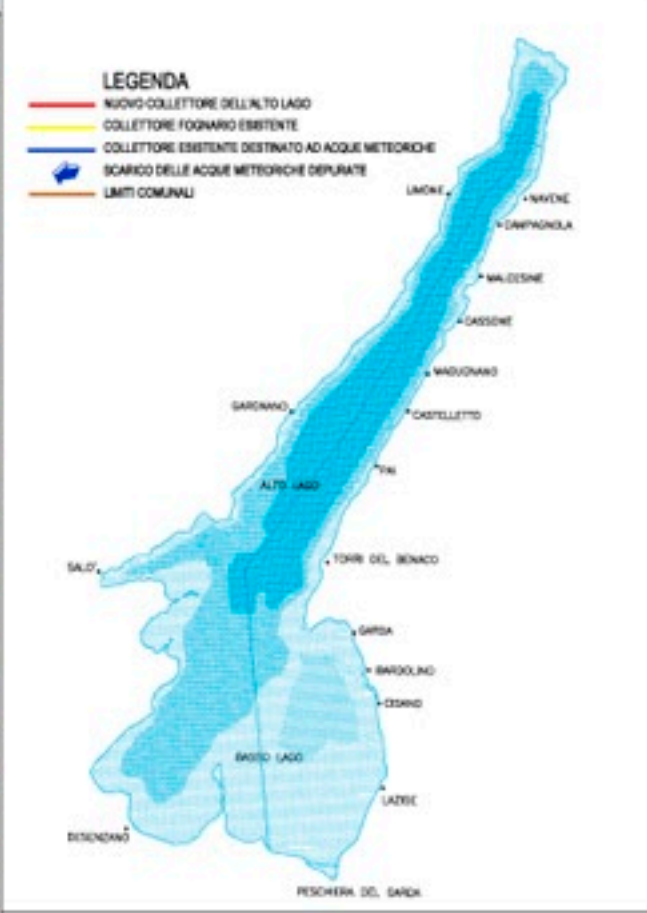 LEGENDA
NUOVO COLLETTORE DELL'ALTO LAGO
COLLETTORE FOGNARIO ESISTENTE
COLLETTORE ESISTENTE DESTINATO AD ACQUE METEORICHE
SCARICO DELLE ACQUE METEORICHE DEPURATE
LIMITI COMUNALI
LIMONE
NAVENE
CAMPAGNOLA
MALCESINE
CASSONE
MAGUGNANO
GARGNANO
CASTELLETTO
PAI
ALTO LAGO
TORRI DEL BENACO
SALO'
GARDA
BARDOLINO
CISANO
BASSO LAGO
LAZISE
DESENZANO
PESCHIERA DEL GARDA